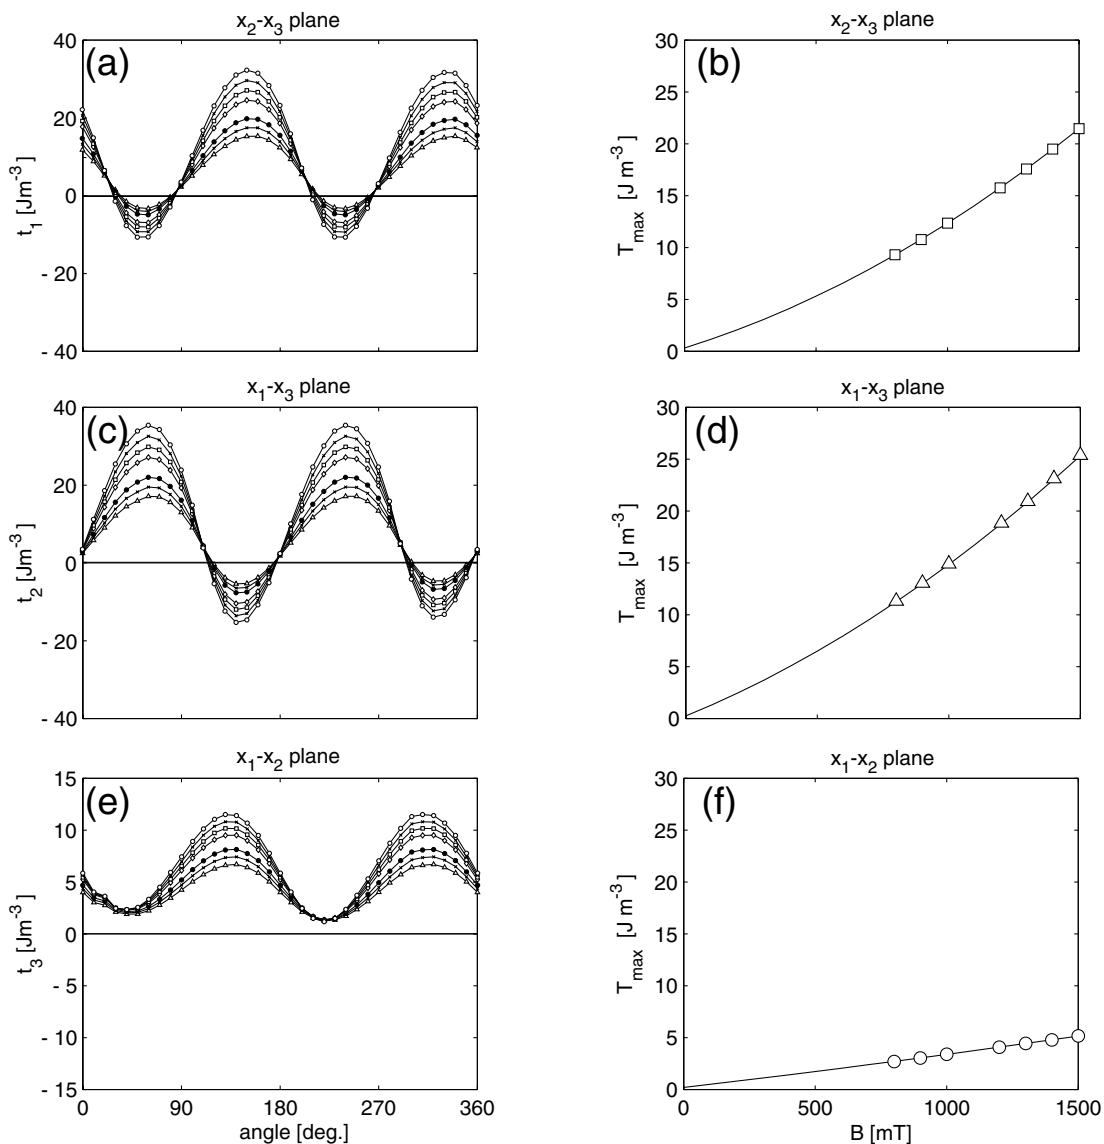 x2-x3 plane
(a)
40
20
0
- 20
- 40
t1 [Jm-3]
x2-x3 plane
(b)
30
25
20
15
10
5
0
Tmax [J m-3]
x1-x3 plane
(c)
40
20
0
- 20
- 40
t2 [Jm-3]
x1-x3 plane
(d)
30
25
20
15
10
5
0
Tmax [J m-3]
x1-x2 plane
(e)
15
10
5
0
- 5
- 10
- 15
t3 [Jm-3]
0 90 180 270 360
angle [deg.]
x1-x2 plane
(f)
30
25
20
15
10
5
0
Tmax [J m-3]
0 500 1000 1500
B [mT]